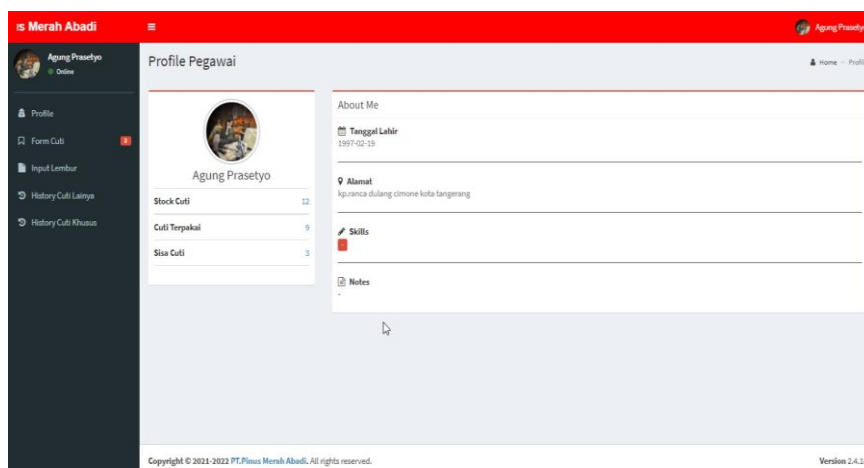 s Merah Abadi
Agung Prasetyo
Agung Prasetyo
Online
Profile Pegawai
Home
Profile
Form Cuti
Input Lembur
History Cuti Lainya
History Cuti Khusus
Agung Prasetyo
Stock Cuti 12
Cuti Terpakai 9
Sisa Cuti 3
About Me
Tanggal Lahir
1997-02-19
Alamat
kp.ranca dulang cimone kota tangerang
Skills
-
Notes
-
Copyright © 2021-2022 PT.Pinus Merah Abadi. All rights reserved.
Version 2.4.1